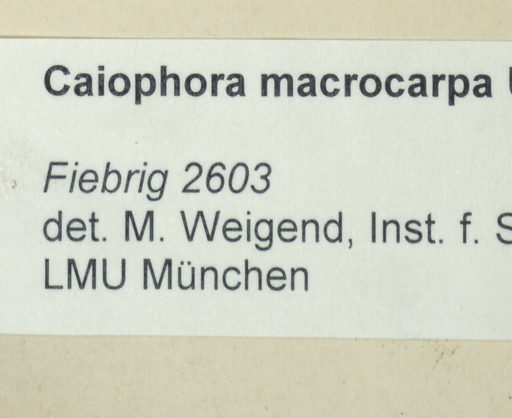 Caiophora macrocarpa
Fiebrig 2603
det. M. Weigend, Inst. f. S
LMU München